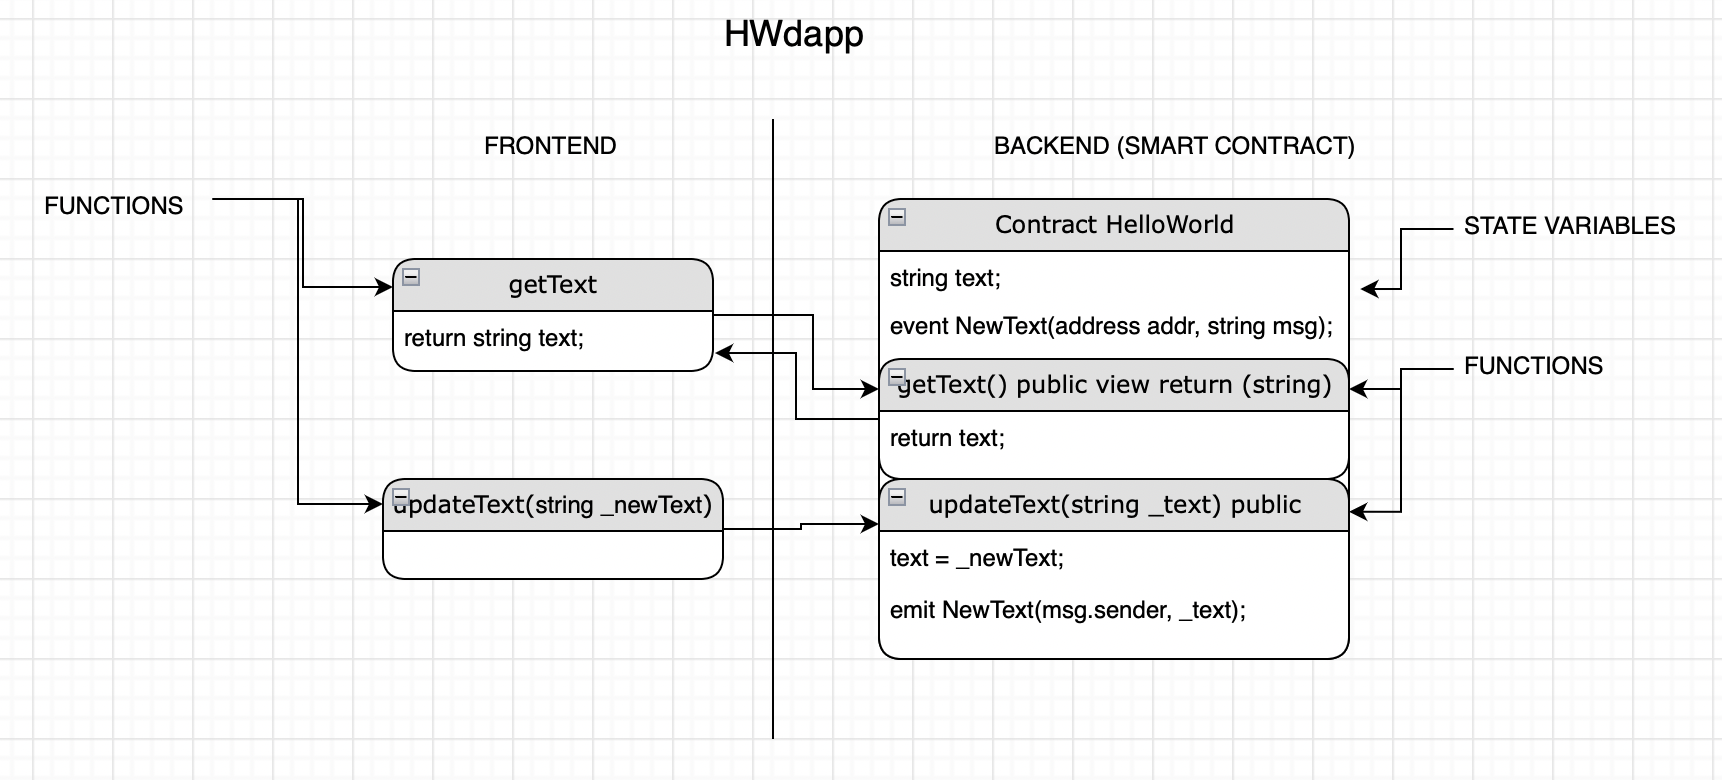 HWdapp
FRONTEND
BACKEND (SMART CONTRACT)
FUNCTIONS
getText
return string text;
updateText(string _newText)
Contract HelloWorld
string text;
event NewText(address addr, string msg);
getText() public view return (string)
return text;
updateText(string _text) public
text = _newText;
emit NewText(msg.sender, _text);
STATE VARIABLES
FUNCTIONS